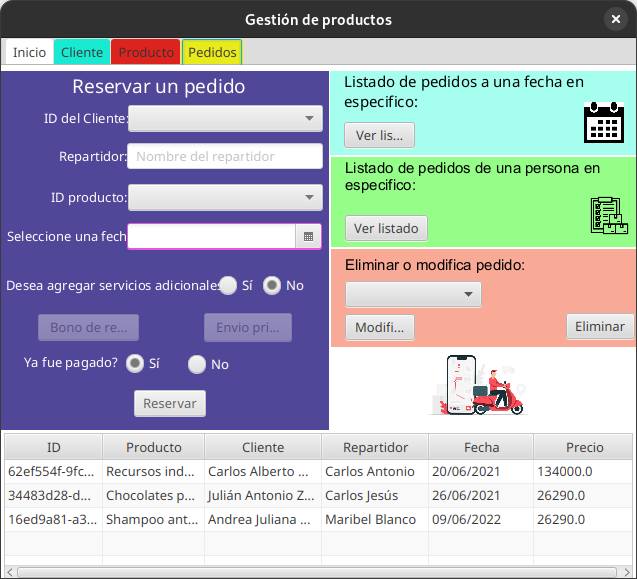 Gestión de productos
Inicio Cliente Producto Pedidos
Reservar un pedido
ID del Cliente:
Repartidor: Nombre del repartidor
ID producto:
Seleccione una fech
Desea agregar servicios adicionales Sí No
Bono de re... Envio pri...
Ya fue pagado? Sí No
Reservar
Listado de pedidos a una fecha en
especifico:
Ver lis...
Listado de pedidos de una persona en
especifico:
Ver listado
Eliminar o modifica pedido:
Modifi... Eliminar
ID Producto Cliente Repartidor Fecha Precio
62ef554f-9fc... Recursos ind... Carlos Alberto ... Carlos Antonio 20/06/2021 134000.0
34483d28-d... Chocolates p... Julián Antonio Z... Carlos Jesús 26/06/2021 26290.0
16ed9a81-a3... Shampoo ant... Andrea Juliana ... Maribel Blanco 09/06/2022 26290.0